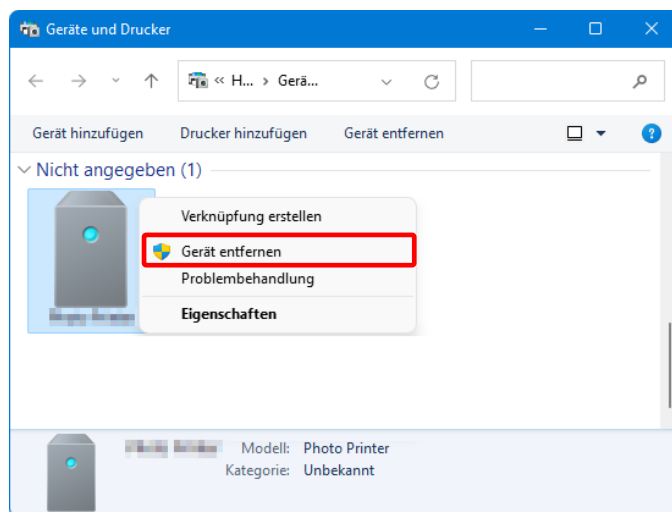 Geräte und Drucker
« H... › Gerä...
Gerät hinzufügen Drucker hinzufügen Gerät entfernen
Nicht angegeben (1)
Verknüpfung erstellen
Gerät entfernen
Problembehandlung
Eigenschaften
Modell: Photo Printer
Kategorie: Unbekannt